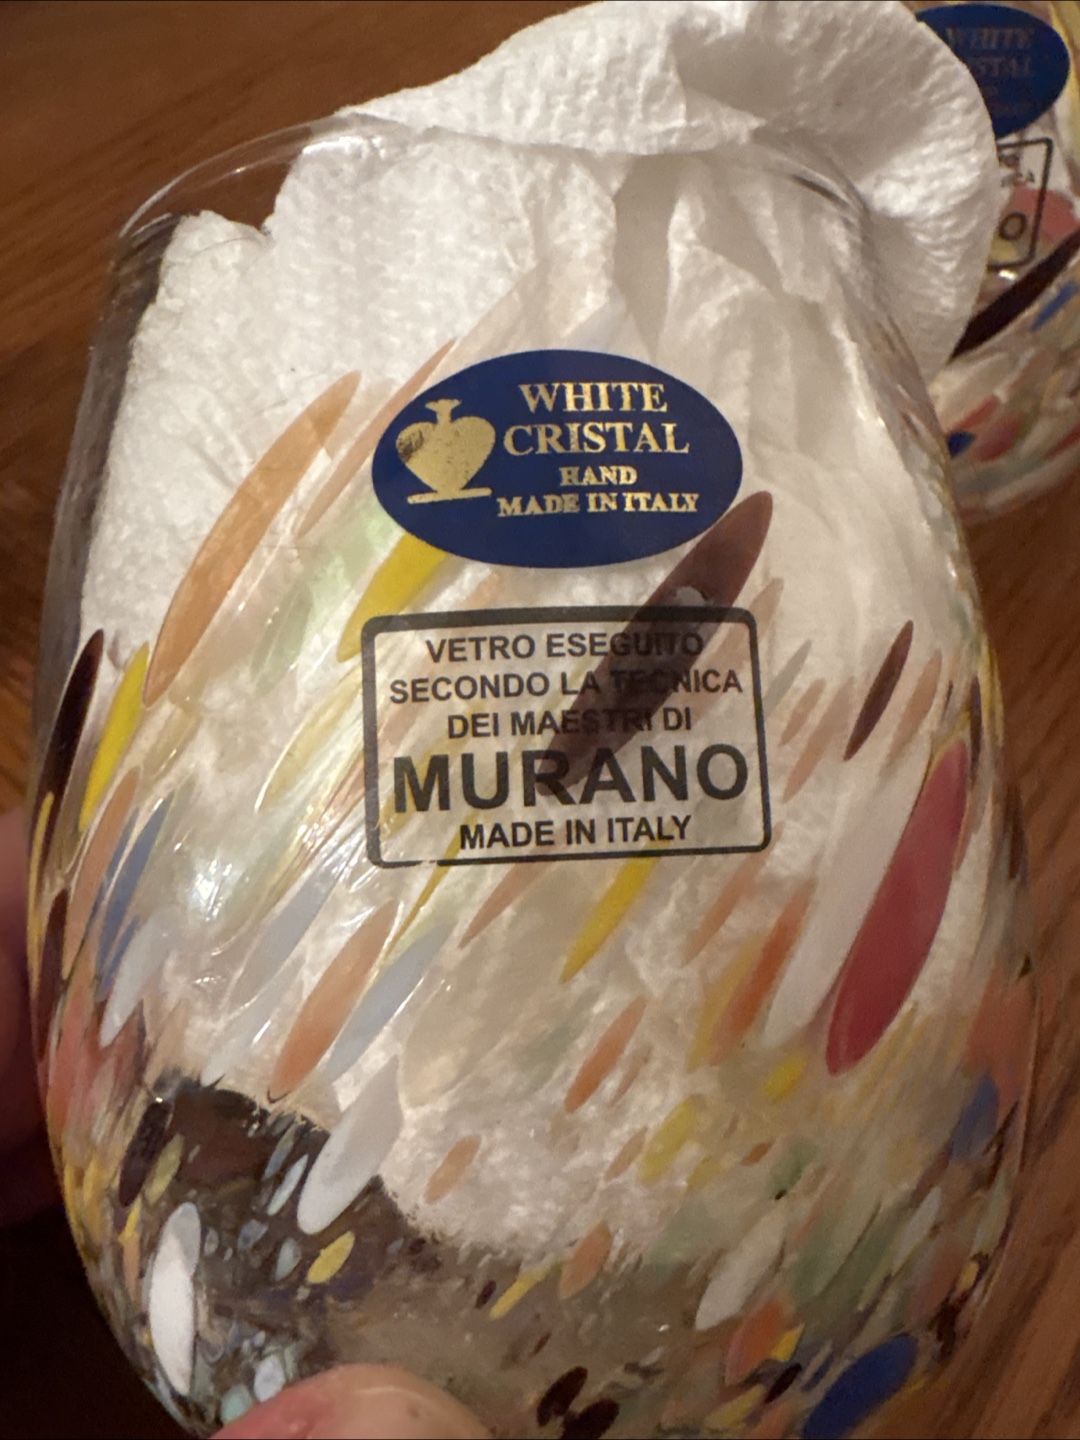 WHITE
CRISTAL
HAND
MADE IN ITALY
VETRO ESEGUITO
SECONDO LA TECNICA
DEI MAESTRI DI
MURANO
MADE IN ITALY
WHITE